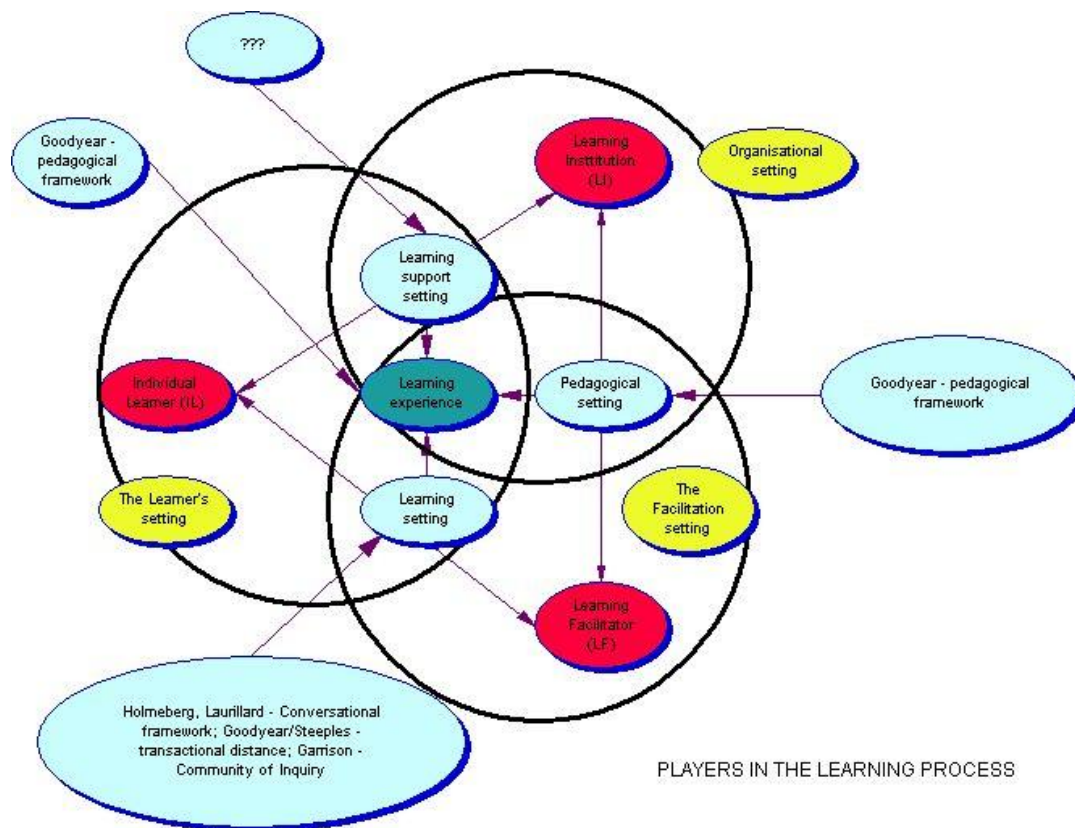 ???
Goodyear -
pedagogical
framework
Learning
Insttitution
(LI)
Organisational
setting
Learning
support
setting
Individual
Learner (IL)
Learning
experience
Pedagogical
setting
Goodyear - pedagogical
framework
The Learner's
setting
Learning
setting
The
Facilitation
setting
Learning
Facilitator
(LF)
Holmeberg, Laurillard - Conversational
framework; Goodyear/Steeples -
transactional distance; Garrison -
Community of Inquiry
PLAYERS IN THE LEARNING PROCESS